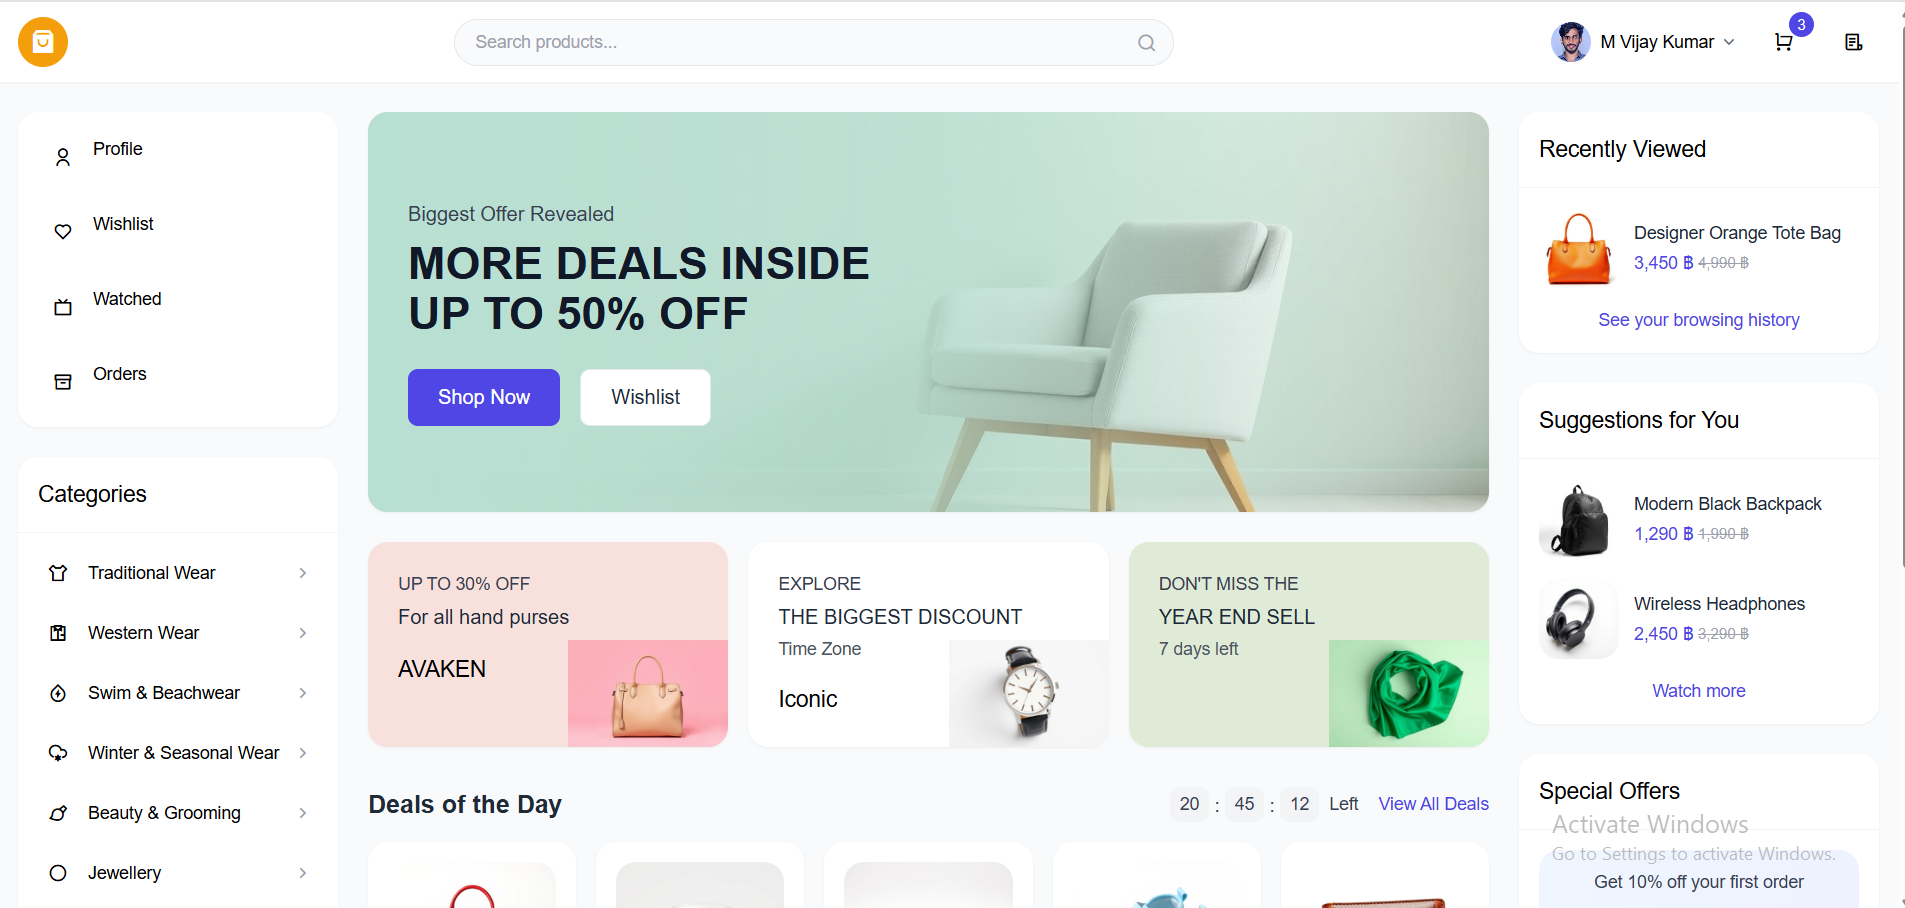 Search products...
M Vijay Kumar
3
Profile
Wishlist
Watched
Orders
Categories
Traditional Wear
Western Wear
Swim & Beachwear
Winter & Seasonal Wear
Beauty & Grooming
Jewellery
Biggest Offer Revealed
MORE DEALS INSIDE
UP TO 50% OFF
Shop Now
Wishlist
UP TO 30% OFF
For all hand purses
AVAKEN
EXPLORE
THE BIGGEST DISCOUNT
Time Zone
Iconic
DON'T MISS THE
YEAR END SELL
7 days left
Deals of the Day
20 : 45 : 12 Left View All Deals
Recently Viewed
Designer Orange Tote Bag
3,450 ฿ 4,990 ฿
See your browsing history
Suggestions for You
Modern Black Backpack
1,290 ฿ 1,990 ฿
Wireless Headphones
2,450 ฿ 3,290 ฿
Watch more
Special Offers
Activate Windows
Go to Settings to activate Windows.
Get 10% off your first order